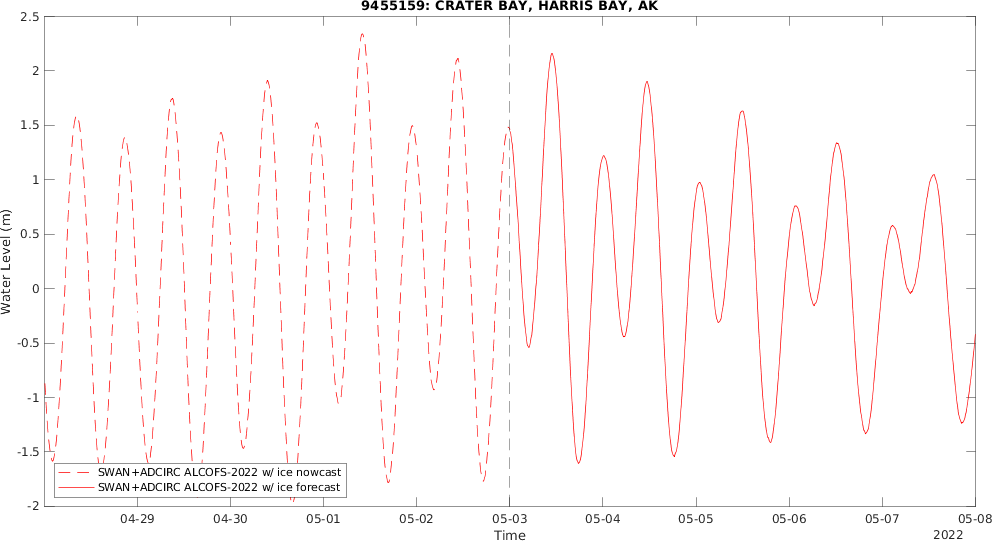 9455159: CRATER BAY, HARRIS BAY, AK
2.5
2
1.5
1
0.5
0
-0.5
-1
-1.5
-2
Water Level (m)
SWAN+ADCIRC ALCOFS-2022 w/ ice nowcast
SWAN+ADCIRC ALCOFS-2022 w/ ice forecast
04-29 04-30 05-01 05-02 05-03 05-04 05-05 05-06 05-07 05-08
Time
2022